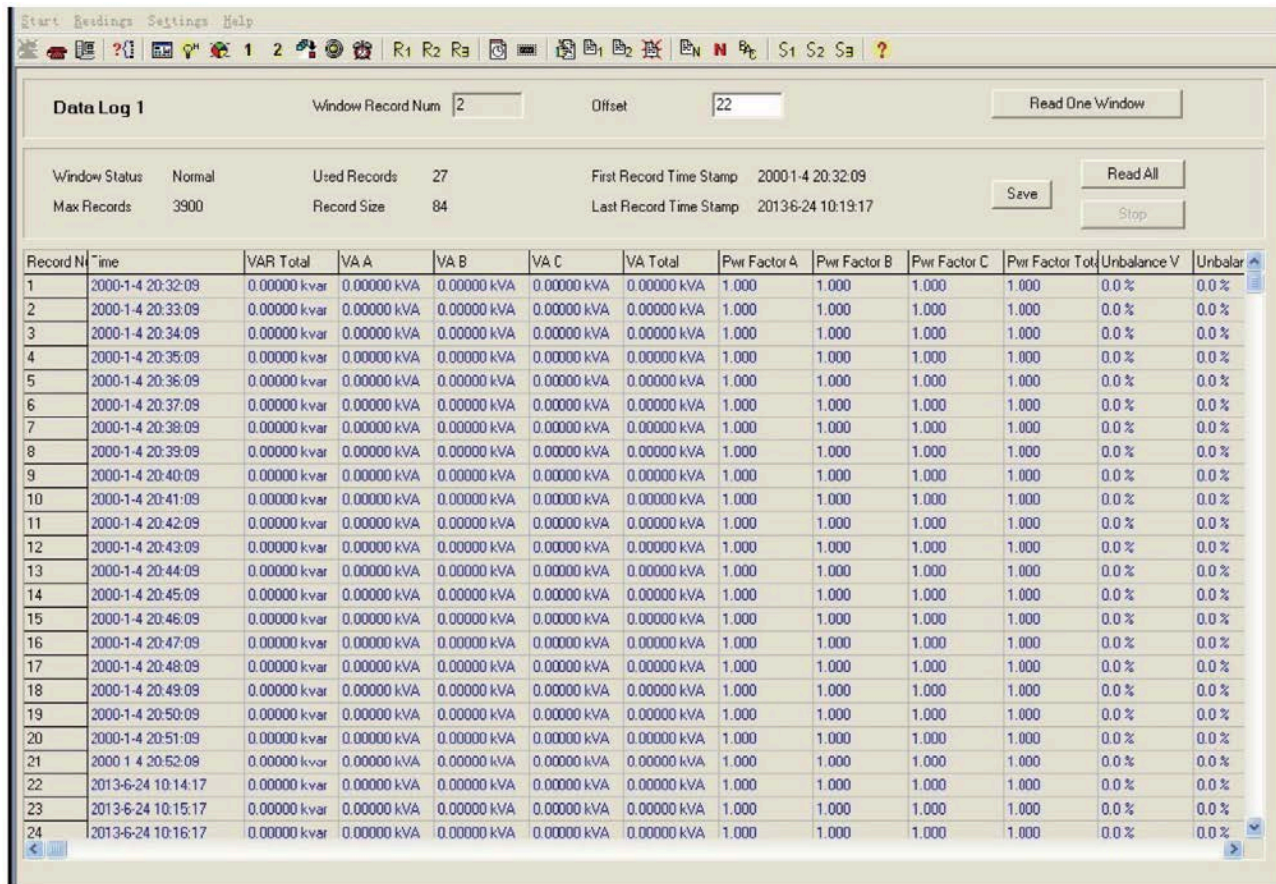 Start Readings Settings Help
?{} 1 2 R1 R2 R3 1 2 N N S1 S2 S3 ?
Data Log 1 Window Record Num 2 Offset 22 Read One Window
Window Status Normal Used Records 27 First Record Time Stamp 2000-1-4 20:32:09 Save Read All
Max Records 3900 Record Size 84 Last Record Time Stamp 2013-6-24 10:19:17 Stop
Record N Time VAR Total VA A VA B VA C VA Total Pwr Factor A Pwr Factor B Pwr Factor C Pwr Factor Tota Unbalance V Unbalar
1 2000-1-4 20:32:09 0.00000 kvar 0.00000 kVA 0.00000 kVA 0.00000 kVA 0.00000 kVA 1.000 1.000 1.000 1.000 0.0 % 0.0 %
2 2000-1-4 20:33:09 0.00000 kvar 0.00000 kVA 0.00000 kVA 0.00000 kVA 0.00000 kVA 1.000 1.000 1.000 1.000 0.0 % 0.0 %
3 2000-1-4 20:34:09 0.00000 kvar 0.00000 kVA 0.00000 kVA 0.00000 kVA 0.00000 kVA 1.000 1.000 1.000 1.000 0.0 % 0.0 %
4 2000-1-4 20:35:09 0.00000 kvar 0.00000 kVA 0.00000 kVA 0.00000 kVA 0.00000 kVA 1.000 1.000 1.000 1.000 0.0 % 0.0 %
5 2000-1-4 20:36:09 0.00000 kvar 0.00000 kVA 0.00000 kVA 0.00000 kVA 0.00000 kVA 1.000 1.000 1.000 1.000 0.0 % 0.0 %
6 2000-1-4 20:37:09 0.00000 kvar 0.00000 kVA 0.00000 kVA 0.00000 kVA 0.00000 kVA 1.000 1.000 1.000 1.000 0.0 % 0.0 %
7 2000-1-4 20:38:09 0.00000 kvar 0.00000 kVA 0.00000 kVA 0.00000 kVA 0.00000 kVA 1.000 1.000 1.000 1.000 0.0 % 0.0 %
8 2000-1-4 20:39:09 0.00000 kvar 0.00000 kVA 0.00000 kVA 0.00000 kVA 0.00000 kVA 1.000 1.000 1.000 1.000 0.0 % 0.0 %
9 2000-1-4 20:40:09 0.00000 kvar 0.00000 kVA 0.00000 kVA 0.00000 kVA 0.00000 kVA 1.000 1.000 1.000 1.000 0.0 % 0.0 %
10 2000-1-4 20:41:09 0.00000 kvar 0.00000 kVA 0.00000 kVA 0.00000 kVA 0.00000 kVA 1.000 1.000 1.000 1.000 0.0 % 0.0 %
11 2000-1-4 20:42:09 0.00000 kvar 0.00000 kVA 0.00000 kVA 0.00000 kVA 0.00000 kVA 1.000 1.000 1.000 1.000 0.0 % 0.0 %
12 2000-1-4 20:43:09 0.00000 kvar 0.00000 kVA 0.00000 kVA 0.00000 kVA 0.00000 kVA 1.000 1.000 1.000 1.000 0.0 % 0.0 %
13 2000-1-4 20:44:09 0.00000 kvar 0.00000 kVA 0.00000 kVA 0.00000 kVA 0.00000 kVA 1.000 1.000 1.000 1.000 0.0 % 0.0 %
14 2000-1-4 20:45:09 0.00000 kvar 0.00000 kVA 0.00000 kVA 0.00000 kVA 0.00000 kVA 1.000 1.000 1.000 1.000 0.0 % 0.0 %
15 2000-1-4 20:46:09 0.00000 kvar 0.00000 kVA 0.00000 kVA 0.00000 kVA 0.00000 kVA 1.000 1.000 1.000 1.000 0.0 % 0.0 %
16 2000-1-4 20:47:09 0.00000 kvar 0.00000 kVA 0.00000 kVA 0.00000 kVA 0.00000 kVA 1.000 1.000 1.000 1.000 0.0 % 0.0 %
17 2000-1-4 20:48:09 0.00000 kvar 0.00000 kVA 0.00000 kVA 0.00000 kVA 0.00000 kVA 1.000 1.000 1.000 1.000 0.0 % 0.0 %
18 2000-1-4 20:49:09 0.00000 kvar 0.00000 kVA 0.00000 kVA 0.00000 kVA 0.00000 kVA 1.000 1.000 1.000 1.000 0.0 % 0.0 %
19 2000-1-4 20:50:09 0.00000 kvar 0.00000 kVA 0.00000 kVA 0.00000 kVA 0.00000 kVA 1.000 1.000 1.000 1.000 0.0 % 0.0 %
20 2000-1-4 20:51:09 0.00000 kvar 0.00000 kVA 0.00000 kVA 0.00000 kVA 0.00000 kVA 1.000 1.000 1.000 1.000 0.0 % 0.0 %
21 2000-1-4 20:52:09 0.00000 kvar 0.00000 kVA 0.00000 kVA 0.00000 kVA 0.00000 kVA 1.000 1.000 1.000 1.000 0.0 % 0.0 %
22 2013-6-24 10:14:17 0.00000 kvar 0.00000 kVA 0.00000 kVA 0.00000 kVA 0.00000 kVA 1.000 1.000 1.000 1.000 0.0 % 0.0 %
23 2013-6-24 10:15:17 0.00000 kvar 0.00000 kVA 0.00000 kVA 0.00000 kVA 0.00000 kVA 1.000 1.000 1.000 1.000 0.0 % 0.0 %
24 2013-6-24 10:16:17 0.00000 kvar 0.00000 kVA 0.00000 kVA 0.00000 kVA 0.00000 kVA 1.000 1.000 1.000 1.000 0.0 % 0.0 %